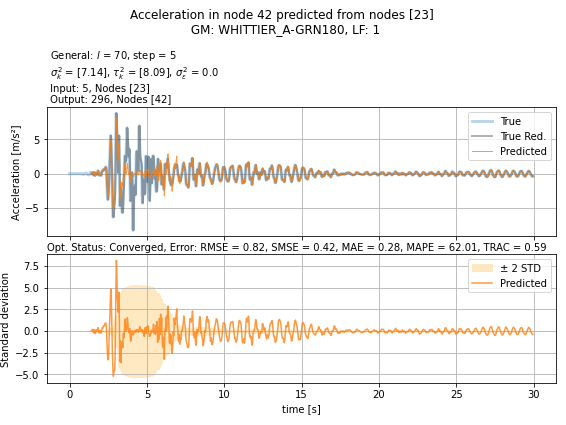 Acceleration in node 42 predicted from nodes [23]
GM: WHITTIER_A-GRN180, LF: 1
General: l = 70, step = 5
σ²ₖ = [7.14], τ²ₖ = [8.09], σ²ε = 0.0
Input: 5, Nodes [23]
Output: 296, Nodes [42]
Acceleration [m/s²]
5
0
−5
True
True Red.
Predicted
Opt. Status: Converged, Error: RMSE = 0.82, SMSE = 0.42, MAE = 0.28, MAPE = 62.01, TRAC = 0.59
Standard deviation
7.5
5.0
2.5
0.0
−2.5
−5.0
± 2 STD
Predicted
0 5 10 15 20 25 30
time [s]